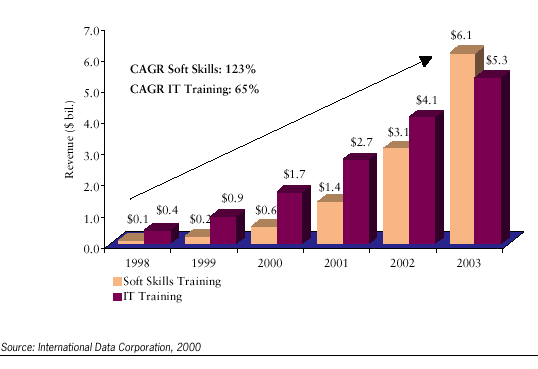 7.0
6.0
5.0
4.0
3.0
2.0
1.0
0.0
Revenue ($ bil.)
CAGR Soft Skills: 123%
CAGR IT Training: 65%
$0.1
$0.4
$0.2
$0.9
$0.6
$1.7
$1.4
$2.7
$3.1
$4.1
$6.1
$5.3
1998 1999 2000 2001 2002 2003
Soft Skills Training
IT Training
Source: International Data Corporation, 2000